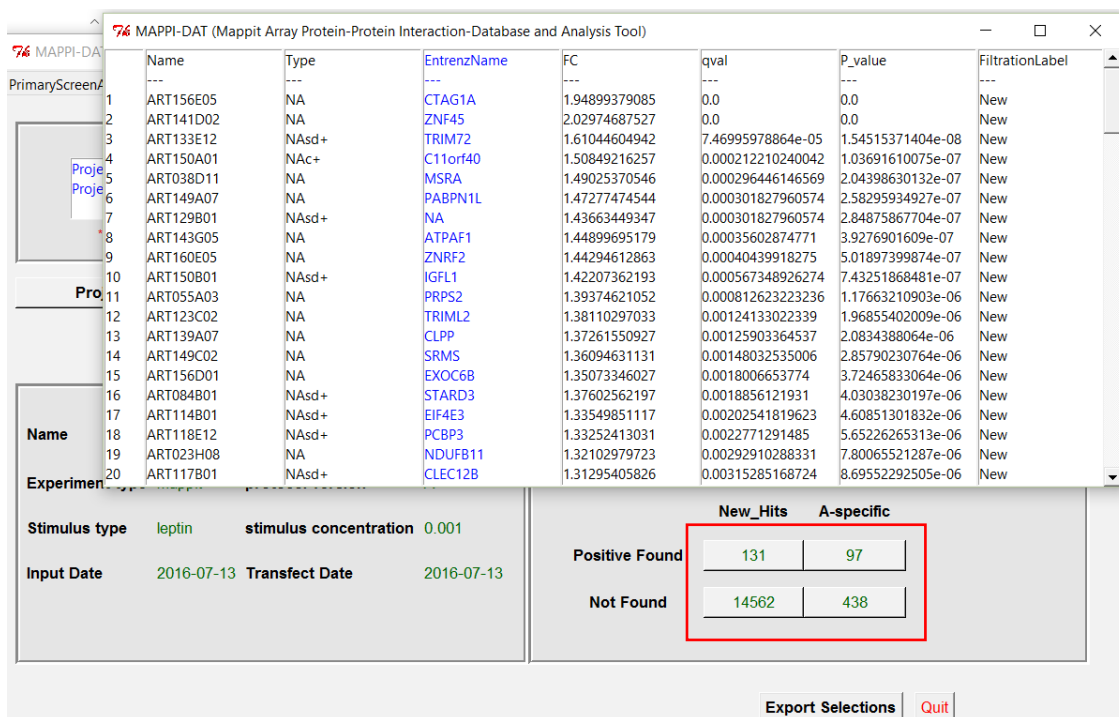 MAPPI-DAT (Mappit Array Protein-Protein Interaction-Database and Analysis Tool)
MAPPI-DA
PrimaryScreenA
Name Type EntrenzName FC qval P_value FiltrationLabel
--- --- --- --- --- --- ---
1 ART156E05 NA CTAG1A 1.94899379085 0.0 0.0 New
2 ART141D02 NA ZNF45 2.02974687527 0.0 0.0 New
3 ART133E12 NAsd+ TRIM72 1.61044604942 7.46995978864e-05 1.54515371404e-08 New
4 ART150A01 NAc+ C11orf40 1.50849216257 0.000212210240042 1.03691610075e-07 New
5 ART038D11 NA MSRA 1.49025370546 0.000296446146569 2.04398630132e-07 New
6 ART149A07 NA PABPN1L 1.47277474544 0.000301827960574 2.58295934927e-07 New
7 ART129B01 NAsd+ NA 1.43663449347 0.000301827960574 2.84875867704e-07 New
8 ART143G05 NA ATPAF1 1.44899695179 0.00035602874771 3.9276901609e-07 New
9 ART160E05 NA ZNRF2 1.44294612863 0.00040439918275 5.01897399874e-07 New
10 ART150B01 NAsd+ IGFL1 1.42207362193 0.000567348926274 7.43251868481e-07 New
11 ART055A03 NA PRPS2 1.39374621052 0.000812623223236 1.17663210903e-06 New
12 ART123C02 NA TRIML2 1.38110297033 0.00124133022339 1.96855402009e-06 New
13 ART139A07 NA CLPP 1.37261550927 0.00125903364537 2.0834388064e-06 New
14 ART149C02 NA SRMS 1.36094631131 0.00148032535006 2.85790230764e-06 New
15 ART156D01 NA EXOC6B 1.35073346027 0.0018006653774 3.72465833064e-06 New
16 ART084B01 NAsd+ STARD3 1.37602562197 0.0018856121931 4.03038230197e-06 New
17 ART114B01 NAsd+ EIF4E3 1.33549851117 0.00202541819623 4.60851301832e-06 New
18 ART118E12 NAsd+ PCBP3 1.33252413031 0.0022771291485 5.65226265313e-06 New
19 ART023H08 NA NDUFB11 1.32102979723 0.00292910288331 7.80065521287e-06 New
20 ART117B01 NAsd+ CLEC12B 1.31295405826 0.00315285168724 8.69552292505e-06 New
Proje
Proje
Pro
Name
Experiment
Stimulus type leptin stimulus concentration 0.001
Input Date 2016-07-13 Transfect Date 2016-07-13
New_Hits A-specific
Positive Found 131 97
Not Found 14562 438
Export Selections Quit